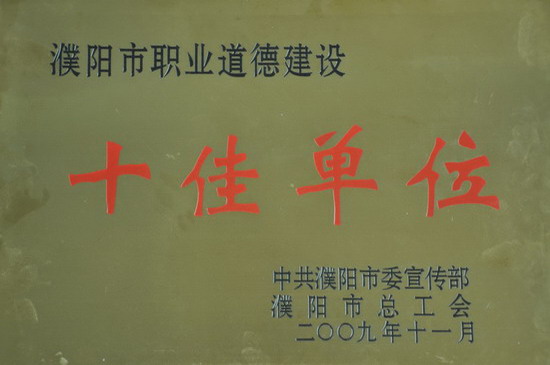 濮阳市职业道德建设
十佳单位
中共濮阳市委宣传部
濮阳市总工会
二〇〇九年十一月